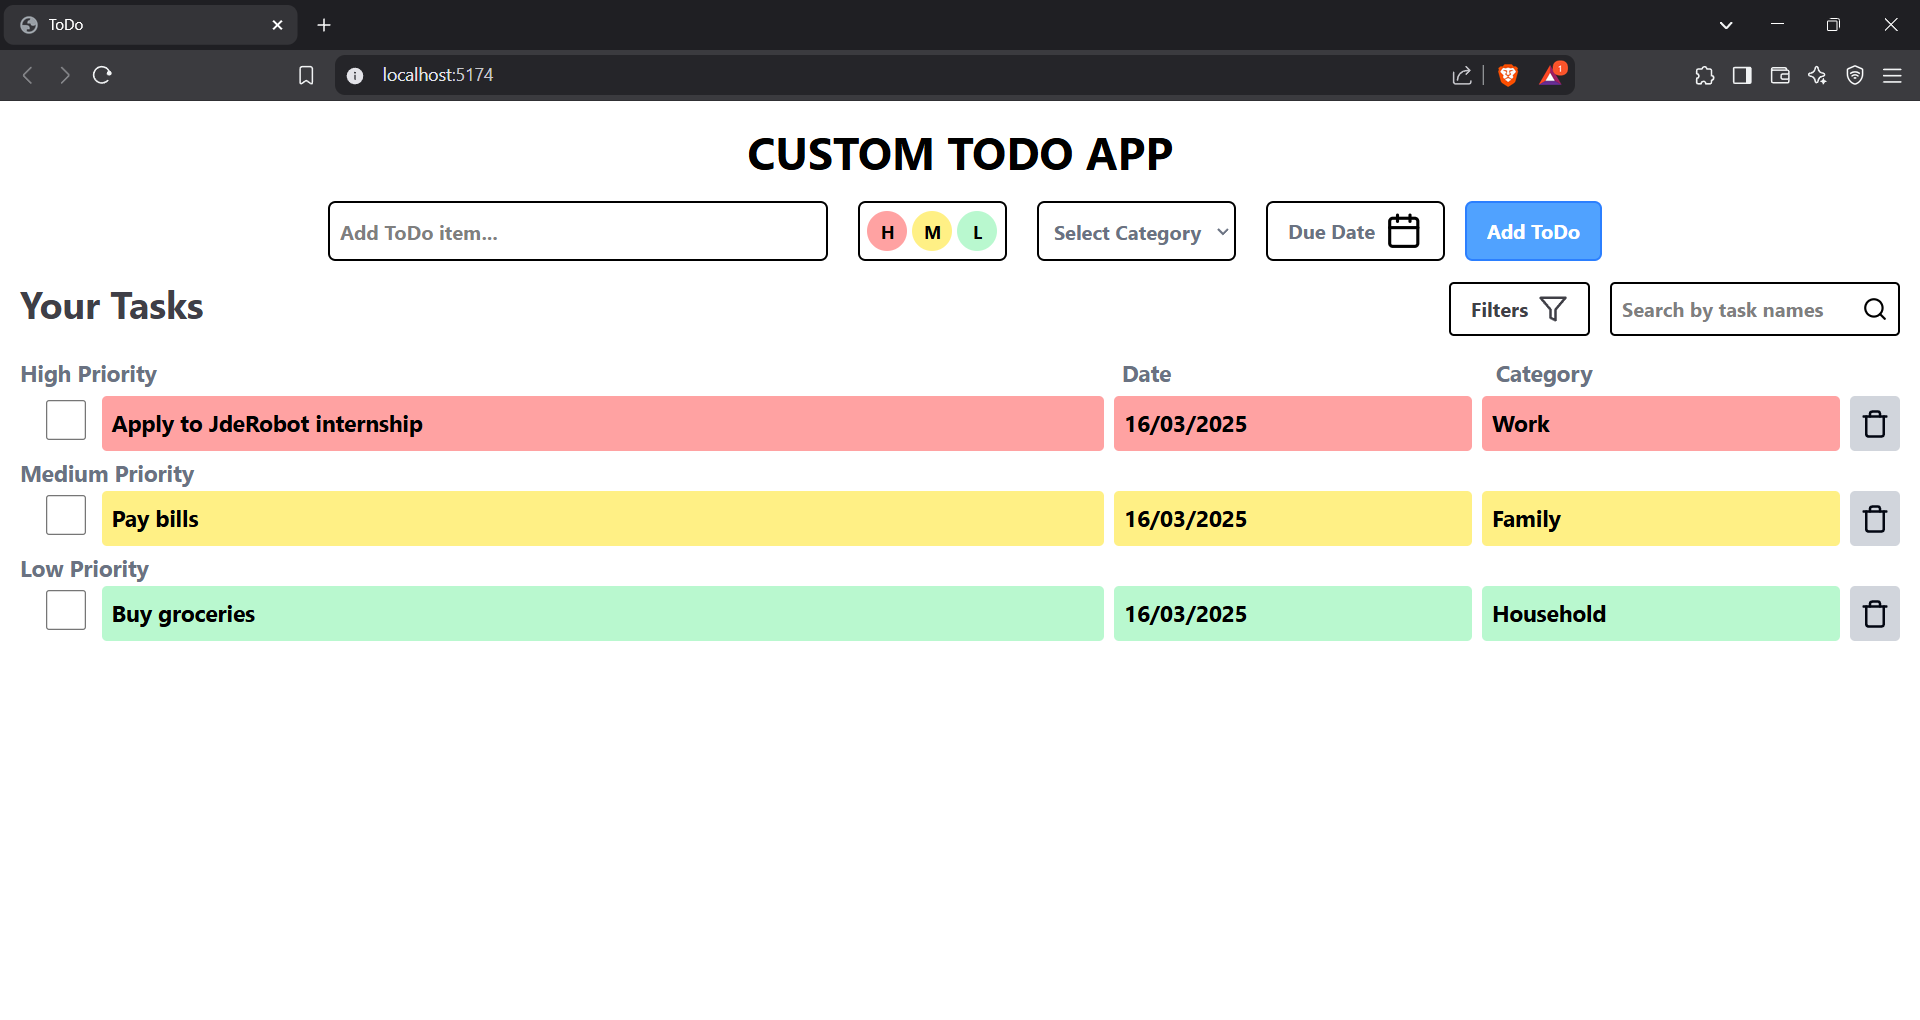 ToDo
localhost:5174
1
CUSTOM TODO APP
Add ToDo item...
H M L
Select Category
Due Date
Add ToDo
Your Tasks
Filters
Search by task names
High Priority Date Category
Apply to JdeRobot internship 16/03/2025 Work
Medium Priority
Pay bills 16/03/2025 Family
Low Priority
Buy groceries 16/03/2025 Household